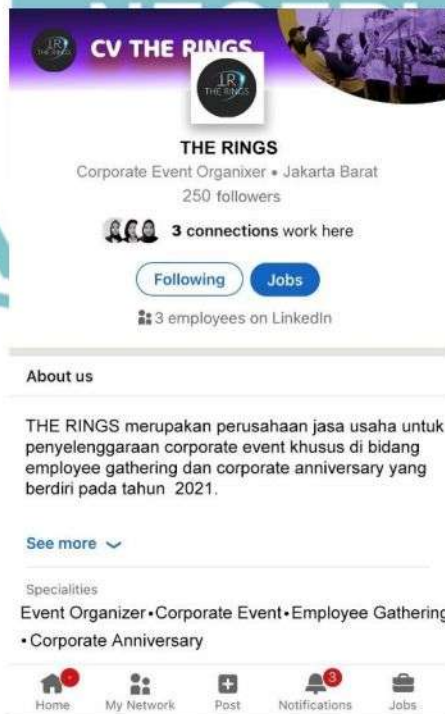 CV THE RINGS
THE RINGS
Corporate Event Organixer • Jakarta Barat
250 followers
3 connections work here
Following
Jobs
3 employees on LinkedIn
About us
THE RINGS merupakan perusahaan jasa usaha untuk
penyelenggaraan corporate event khusus di bidang
employee gathering dan corporate anniversary yang
berdiri pada tahun 2021.
See more
Specialities
Event Organizer•Corporate Event•Employee Gathering
•Corporate Anniversary
3
Home My Network Post Notifications Jobs